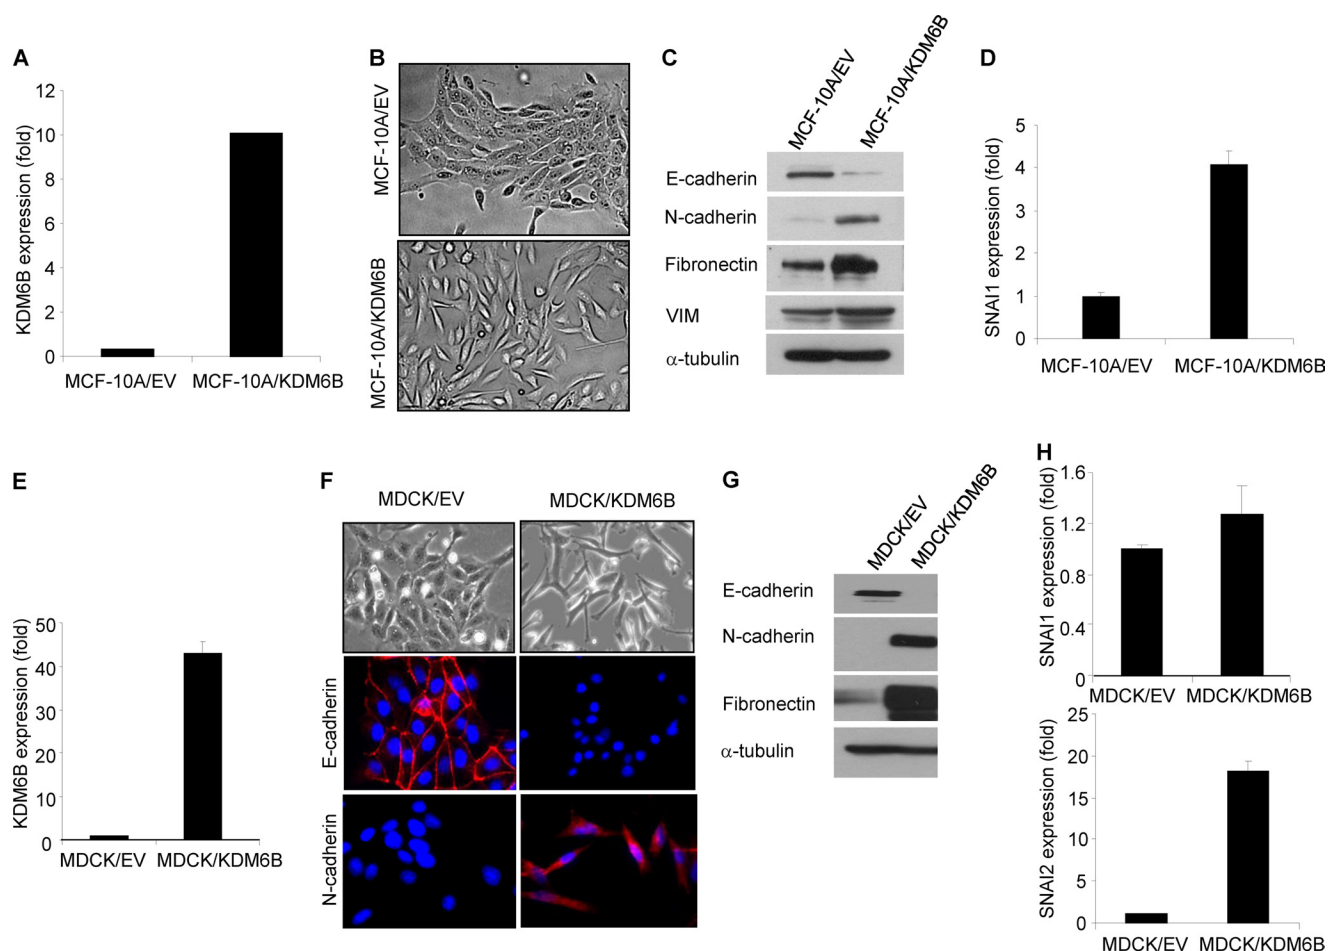 A
KDM6B expression (fold)
12
10
8
6
4
2
0
MCF-10A/EV MCF-10A/KDM6B
B
MCF-10A/EV
MCF-10A/KDM6B
C
MCF-10A/EV
MCF-10A/KDM6B
E-cadherin
N-cadherin
Fibronectin
VIM
α-tubulin
D
SNAI1 expression (fold)
5
4
3
2
1
0
MCF-10A/EV MCF-10A/KDM6B
E
KDM6B expression (fold)
50
40
30
20
10
0
MDCK/EV MDCK/KDM6B
F
MDCK/EV MDCK/KDM6B
E-cadherin
N-cadherin
G
MDCK/EV
MDCK/KDM6B
E-cadherin
N-cadherin
Fibronectin
α-tubulin
H
SNAI1 expression (fold)
1.6
1.2
0.8
0.4
0
MDCK/EV MDCK/KDM6B
SNAI2 expression (fold)
25
20
15
10
5
0
MDCK/EV MDCK/KDM6B